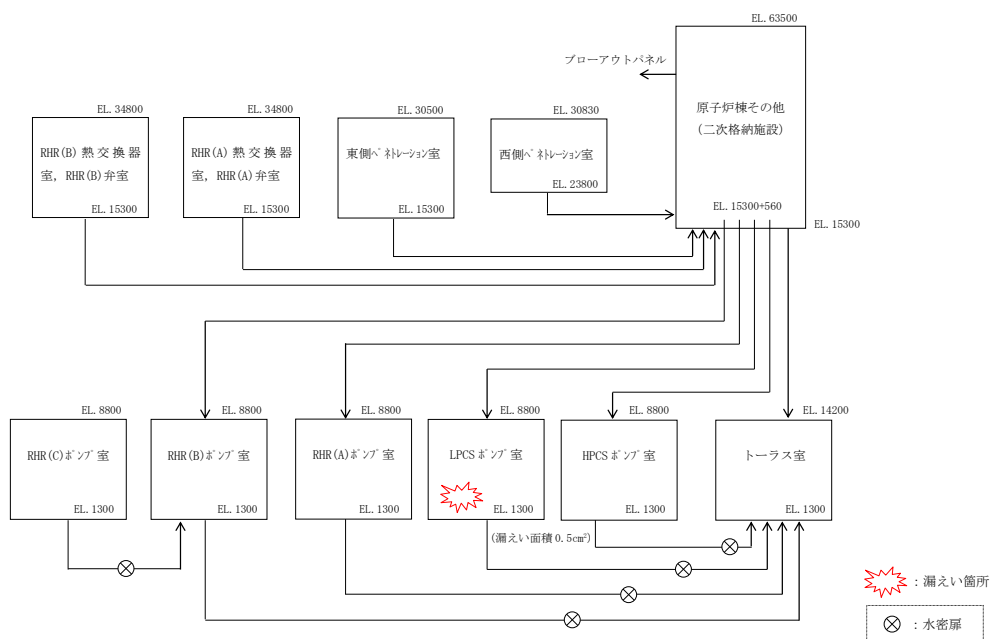 EL. 63500
ブローアウトパネル
原子炉棟その他
(二次格納施設)
EL. 15300+560
EL. 15300
EL. 34800
RHR(B) 熱交換器
室，RHR(B)弁室
EL. 15300
EL. 34800
RHR(A) 熱交換器
室，RHR(A)弁室
EL. 15300
EL. 30500
東側ペネトレーション室
EL. 15300
EL. 30830
西側ペネトレーション室
EL. 23800
EL. 8800
RHR(C)ポンプ室
EL. 1300
EL. 8800
RHR(B)ポンプ室
EL. 1300
EL. 8800
RHR(A)ポンプ室
EL. 1300
EL. 8800
LPCSポンプ室
EL. 1300
(漏えい面積0.5cm²)
EL. 8800
HPCSポンプ室
EL. 1300
EL. 14200
トーラス室
EL. 1300
：漏えい箇所
：水密扉